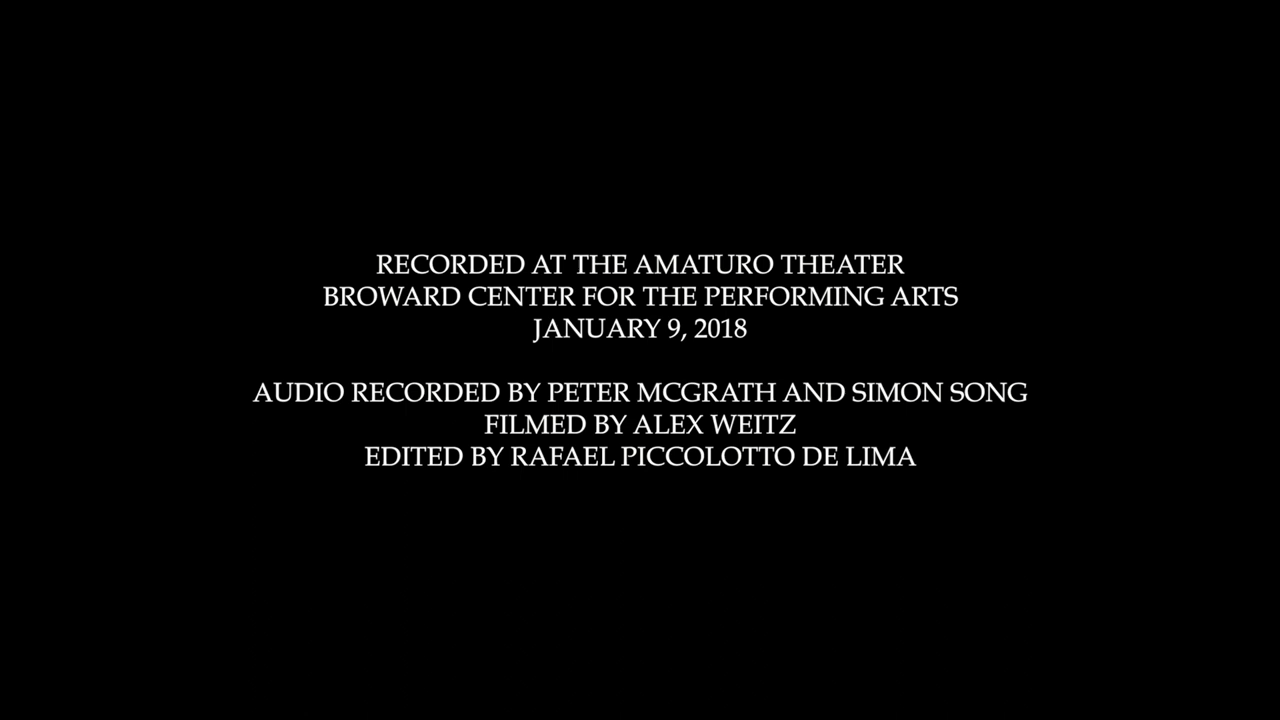 RECORDED AT THE AMATURO THEATER
BROWARD CENTER FOR THE PERFORMING ARTS
JANUARY 9, 2018
AUDIO RECORDED BY PETER MCGRATH AND SIMON SONG
FILMED BY ALEX WEITZ
EDITED BY RAFAEL PICCOLOTTO DE LIMA